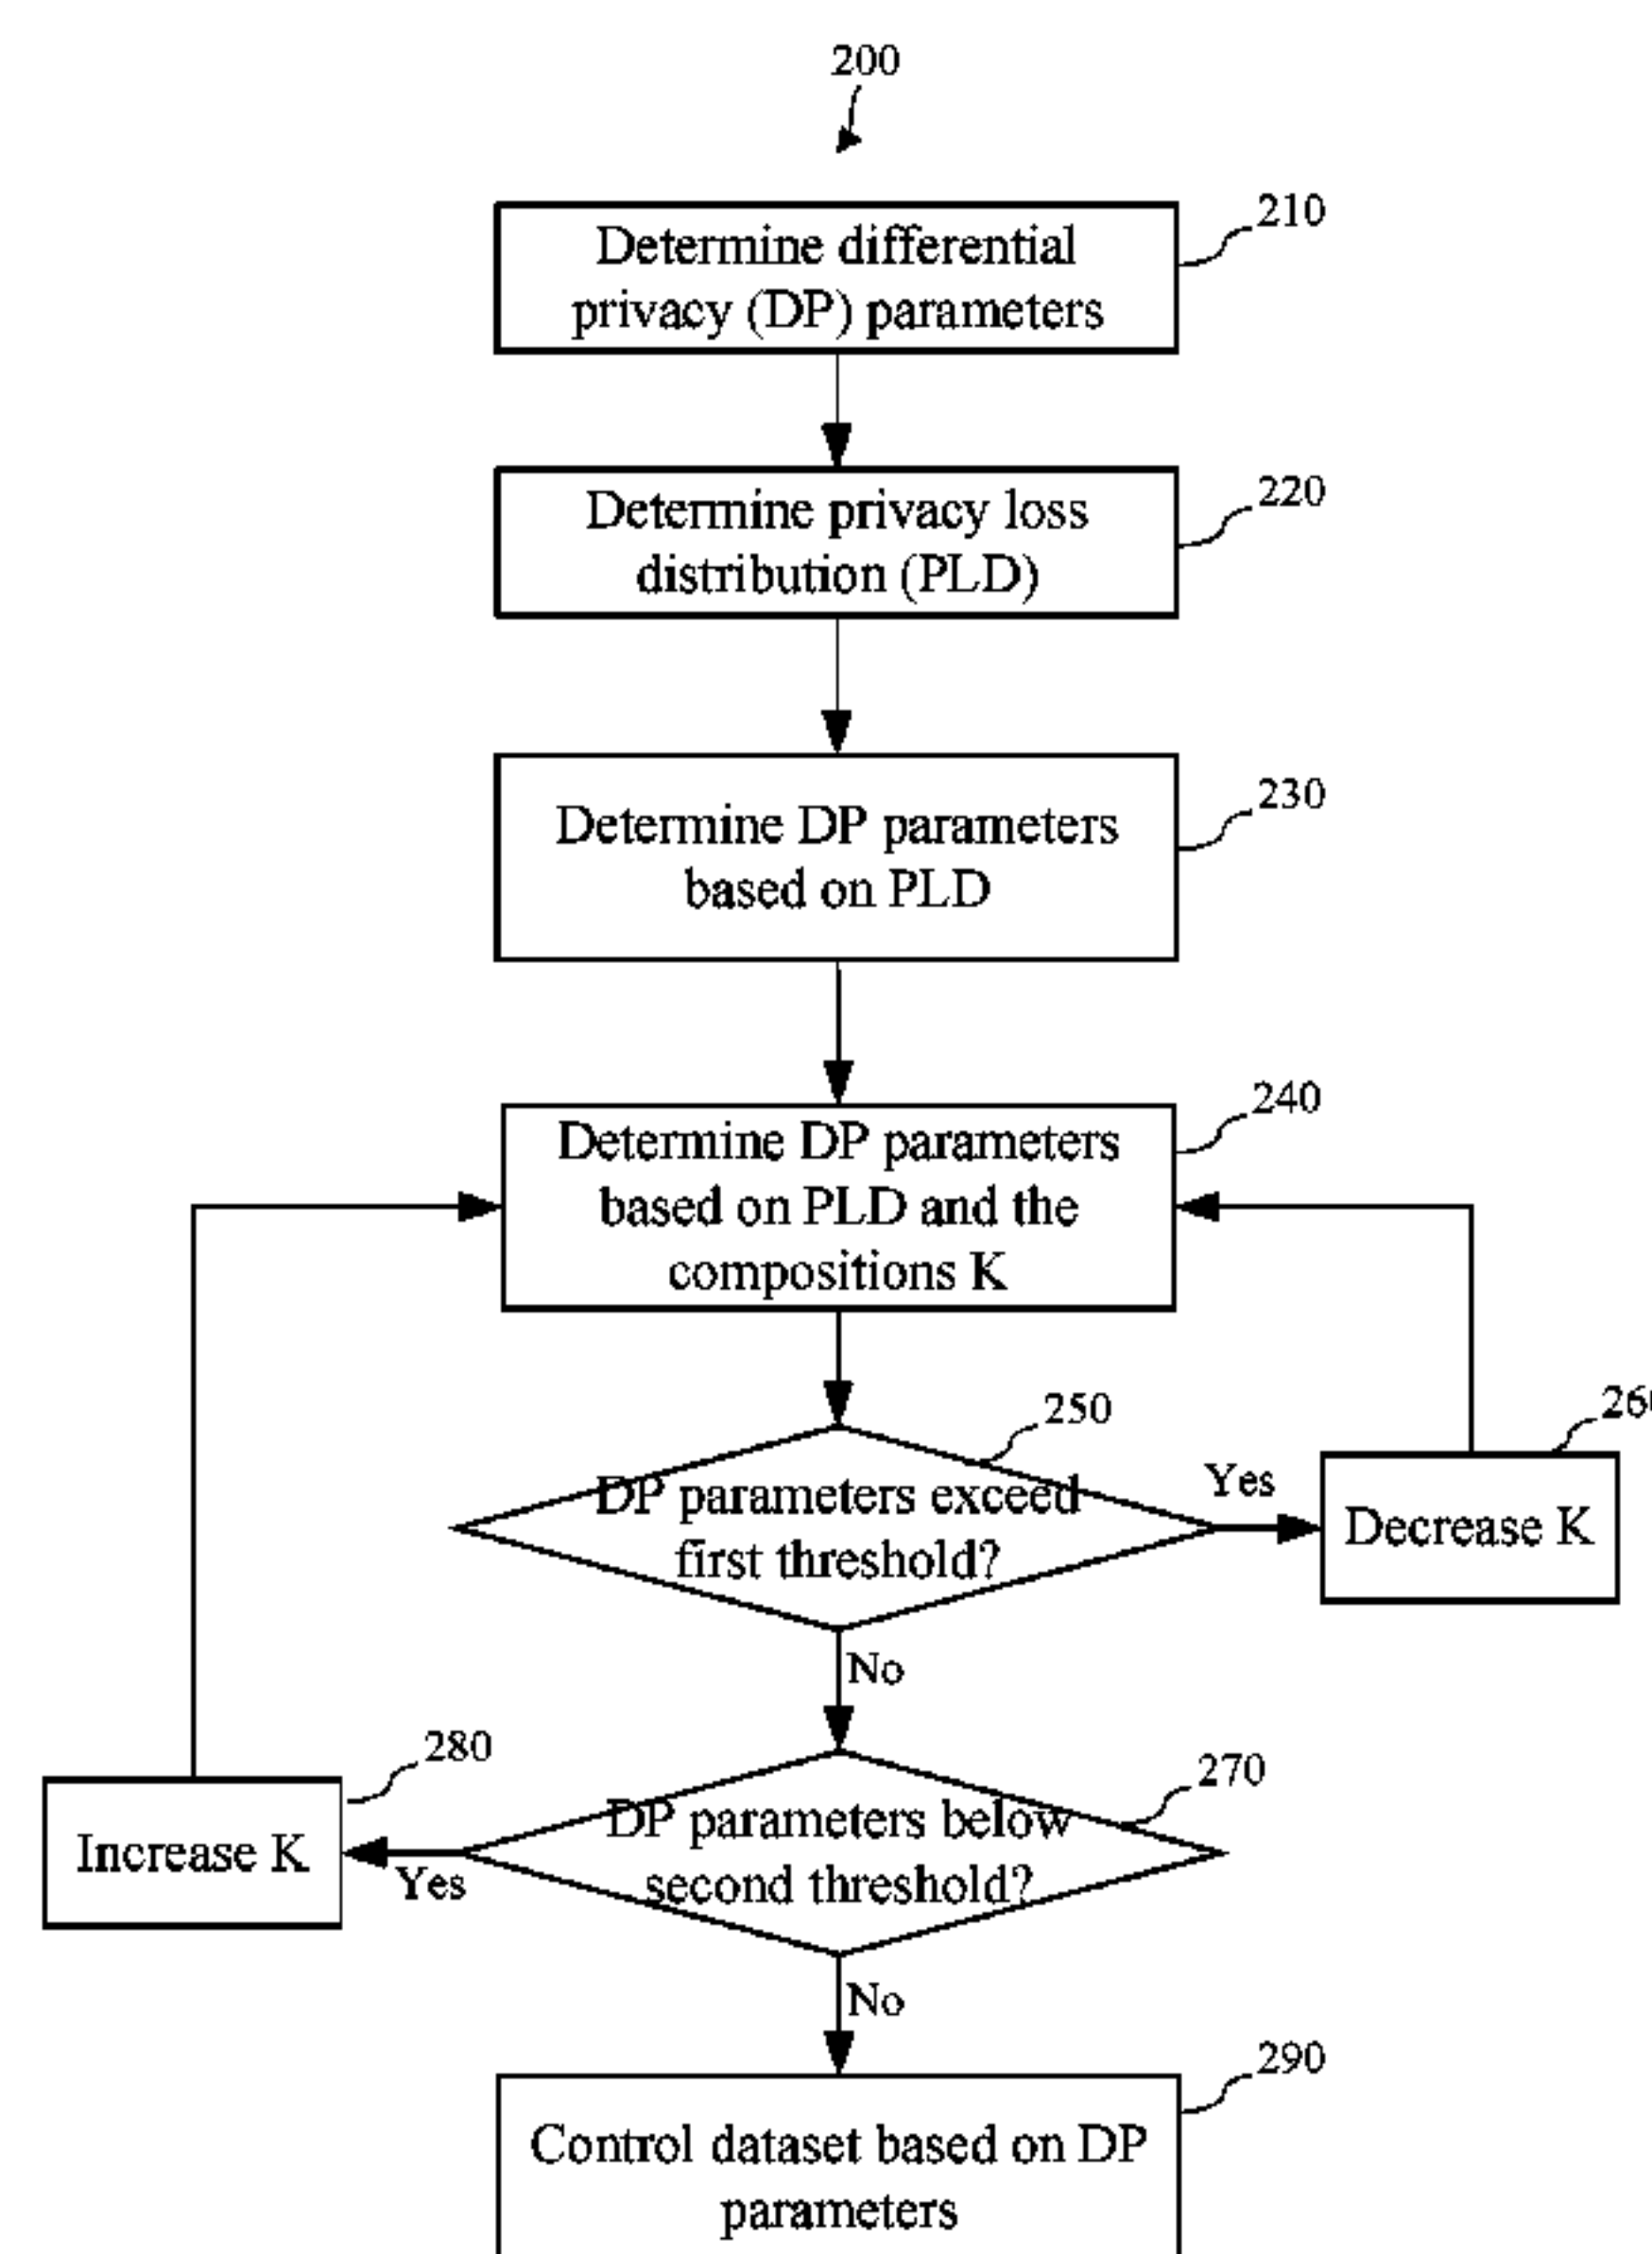 200
210
Determine differential
privacy (DP) parameters
220
Determine privacy loss
distribution (PLD)
230
Determine DP parameters
based on PLD
240
Determine DP parameters
based on PLD and the
compositions K
250
DP parameters exceed
first threshold?
Yes
260
Decrease K
No
280
Increase K
Yes
270
DP parameters below
second threshold?
No
290
Control dataset based on DP
parameters